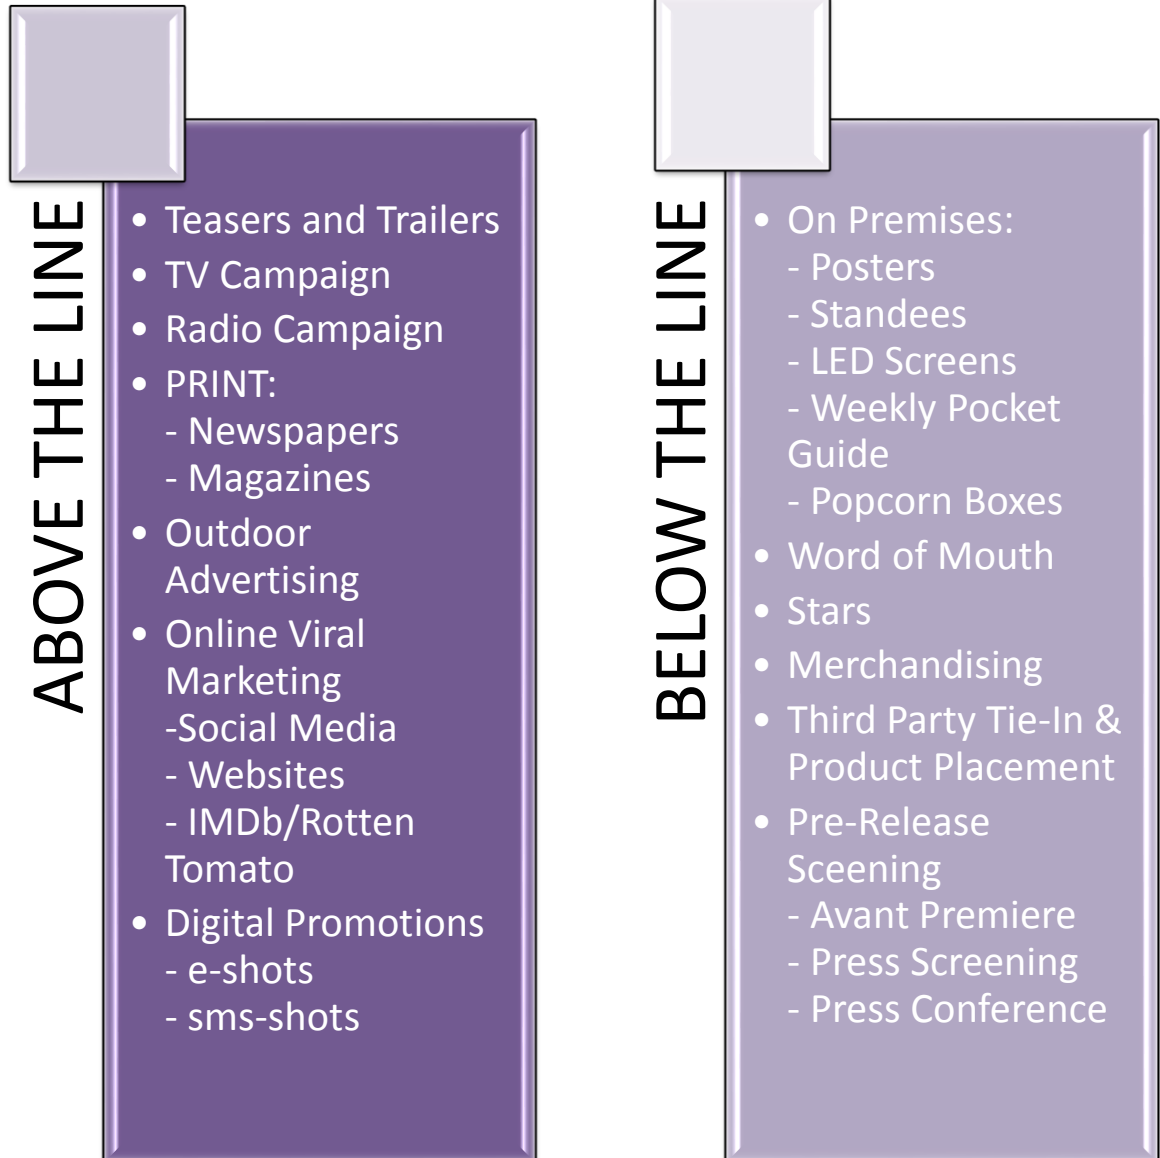 ABOVE THE LINE
• Teasers and Trailers
• TV Campaign
• Radio Campaign
• PRINT:
- Newspapers
- Magazines
• Outdoor
Advertising
• Online Viral
Marketing
-Social Media
- Websites
- IMDb/Rotten
Tomato
• Digital Promotions
- e-shots
- sms-shots
BELOW THE LINE
• On Premises:
- Posters
- Standees
- LED Screens
- Weekly Pocket
Guide
- Popcorn Boxes
• Word of Mouth
• Stars
• Merchandising
• Third Party Tie-In &
Product Placement
• Pre-Release
Sceening
- Avant Premiere
- Press Screening
- Press Conference